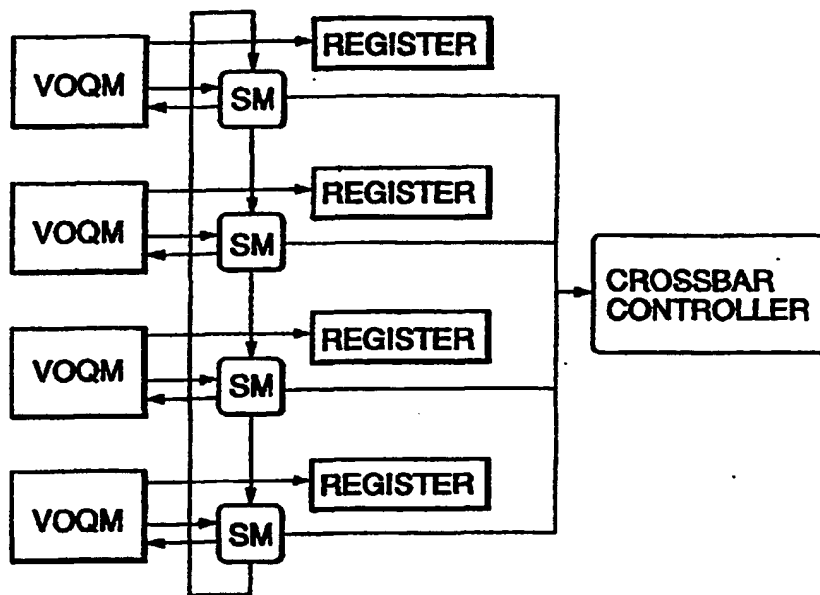 REGISTER
VOQM
SM
REGISTER
VOQM
SM
CROSSBAR
CONTROLLER
REGISTER
VOQM
SM
REGISTER
VOQM
SM